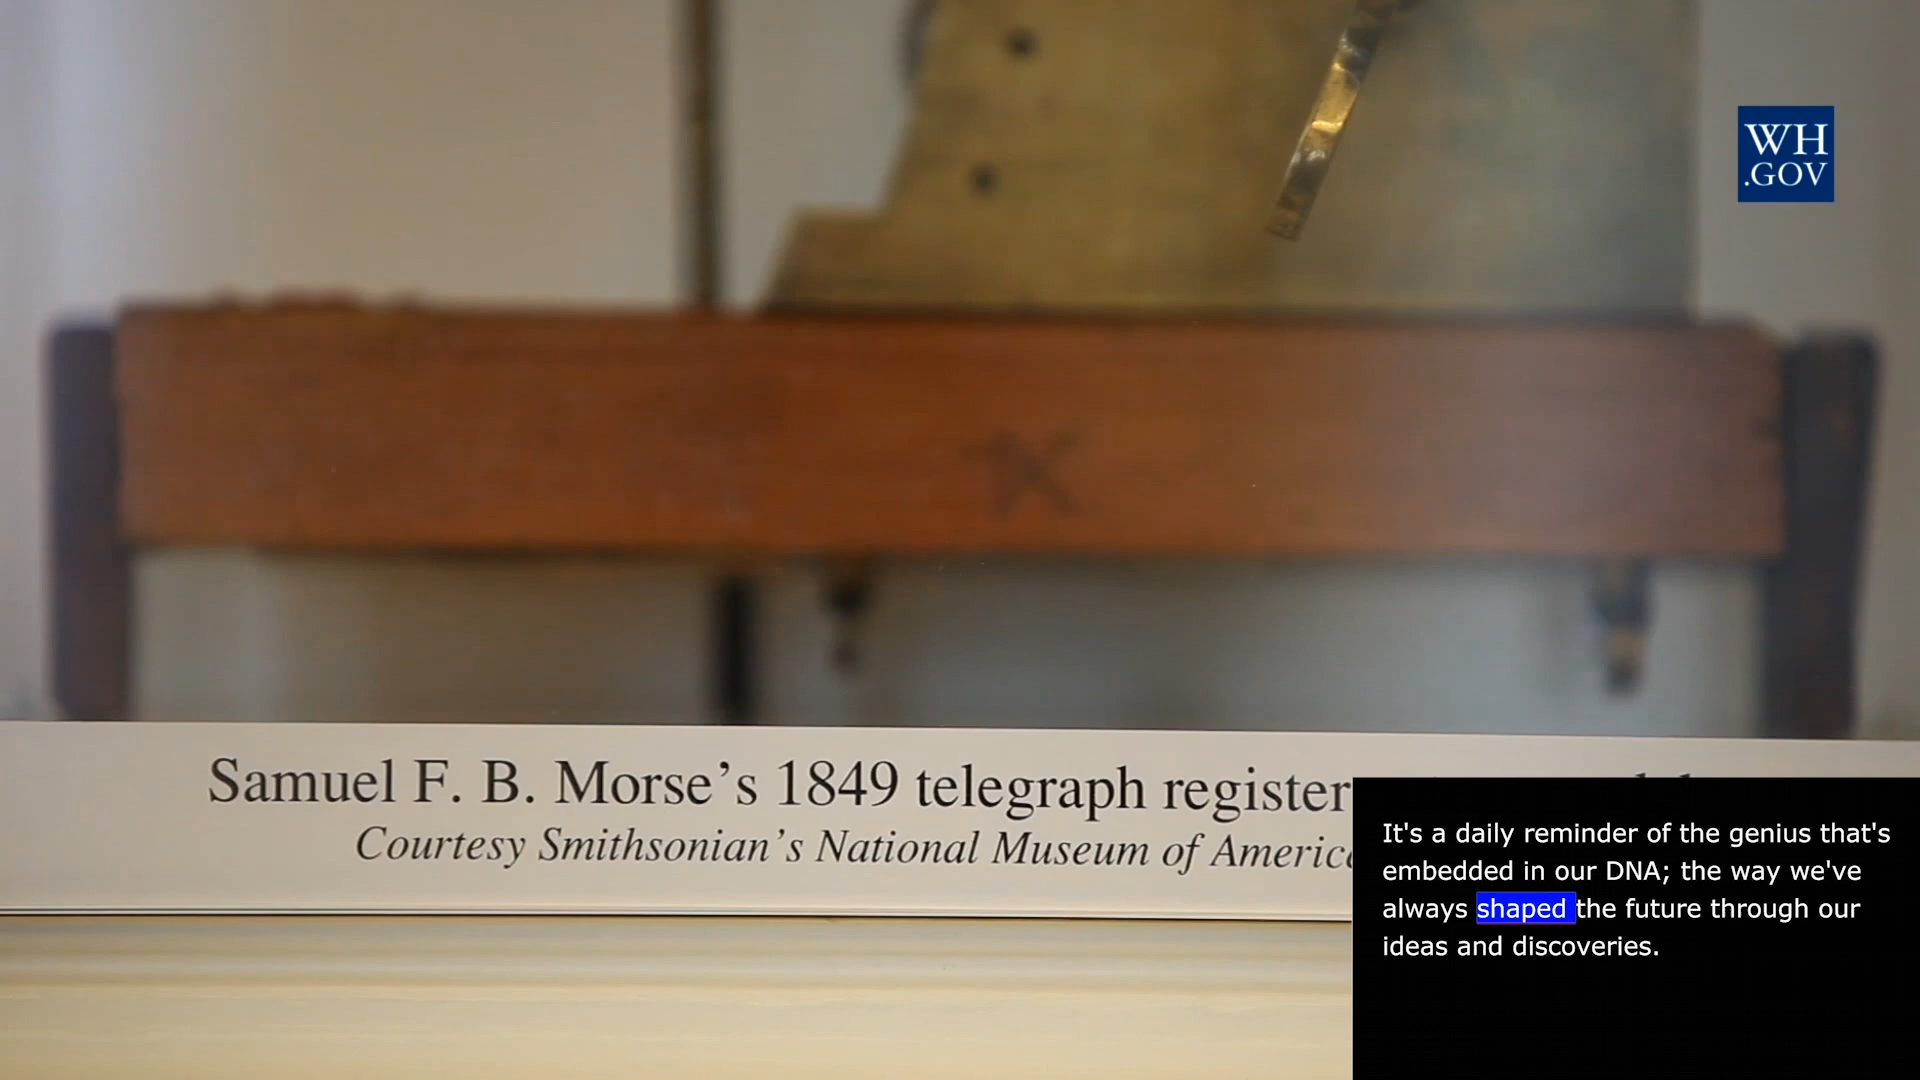 WH
.GOV
Samuel F. B. Morse's 1849 telegraph register
Courtesy Smithsonian's National Museum of
It's a daily reminder of the genius that's
embedded in our DNA; the way we've
always shaped the future through our
ideas and discoveries.